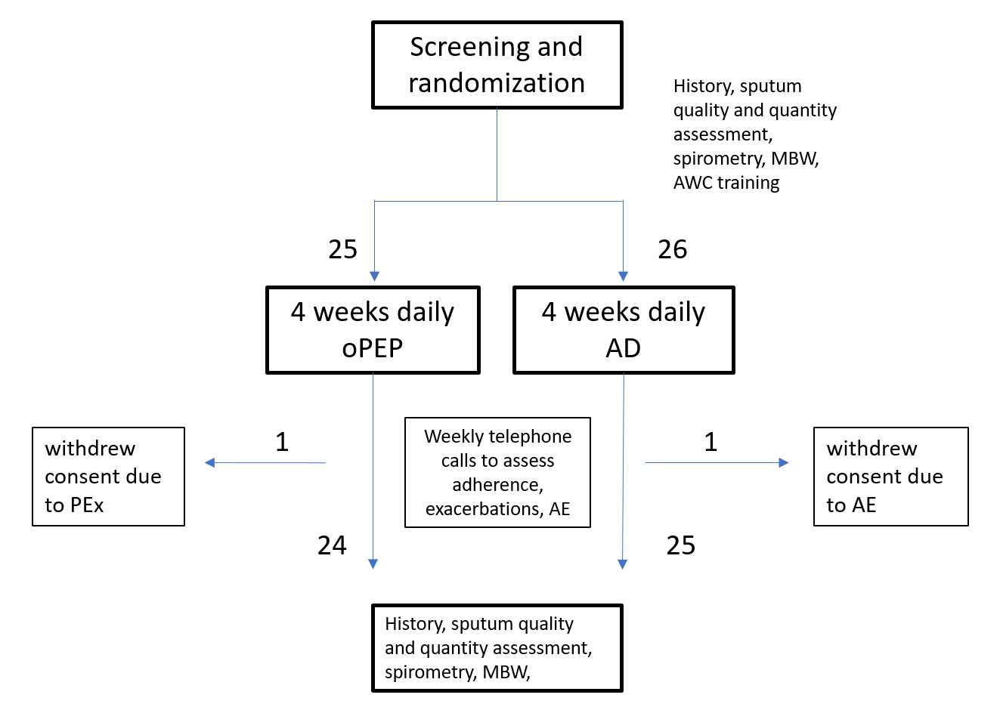 Screening and
randomization
History, sputum
quality and quantity
assessment,
spirometry, MBW,
AWC training
25
26
4 weeks daily
oPEP
4 weeks daily
AD
withdrew
consent due
to PEx
1
Weekly telephone
calls to assess
adherence,
exacerbations, AE
1
withdrew
consent due
to AE
24
25
History, sputum quality
and quantity assessment,
spirometry, MBW,